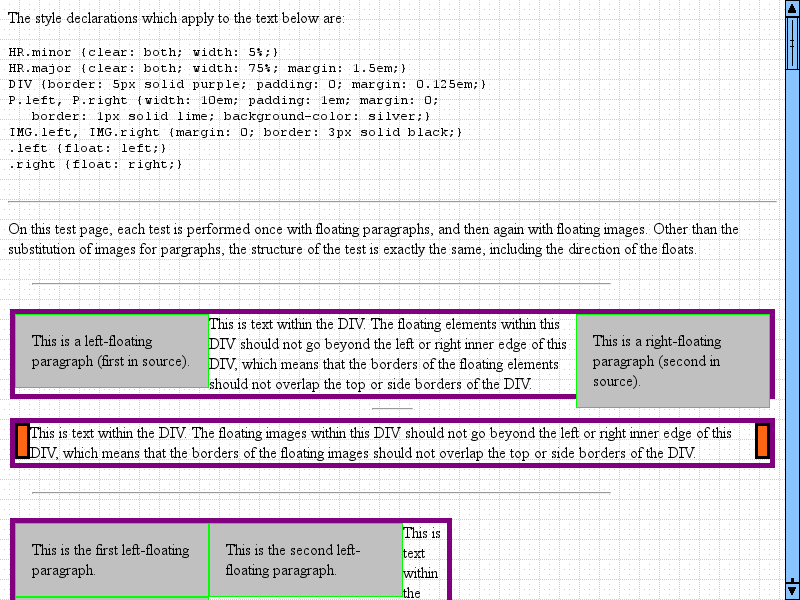 The style declarations which apply to the text below are:
HR.minor {clear: both; width: 5%;}
HR.major {clear: both; width: 75%; margin: 1.5em;}
DIV {border: 5px solid purple; padding: 0; margin: 0.125em;}
P.left, P.right {width: 10em; padding: 1em; margin: 0;
border: 1px solid lime; background-color: silver;}
IMG.left, IMG.right {margin: 0; border: 3px solid black;}
.left {float: left;}
.right {float: right;}
On this test page, each test is performed once with floating paragraphs, and then again with floating images. Other than the
substitution of images for pargraphs, the structure of the test is exactly the same, including the direction of the floats.
This is a left-floating
paragraph (first in source).
This is text within the DIV. The floating elements within this
DIV should not go beyond the left or right inner edge of this
DIV, which means that the borders of the floating elements
should not overlap the top or side borders of the DIV.
This is a right-floating
paragraph (second in
source).
This is text within the DIV. The floating images within this DIV should not go beyond the left or right inner edge of this
DIV, which means that the borders of the floating images should not overlap the top or side borders of the DIV.
This is the first left-floating
paragraph.
This is the second left-
floating paragraph.
This is
text
within
the